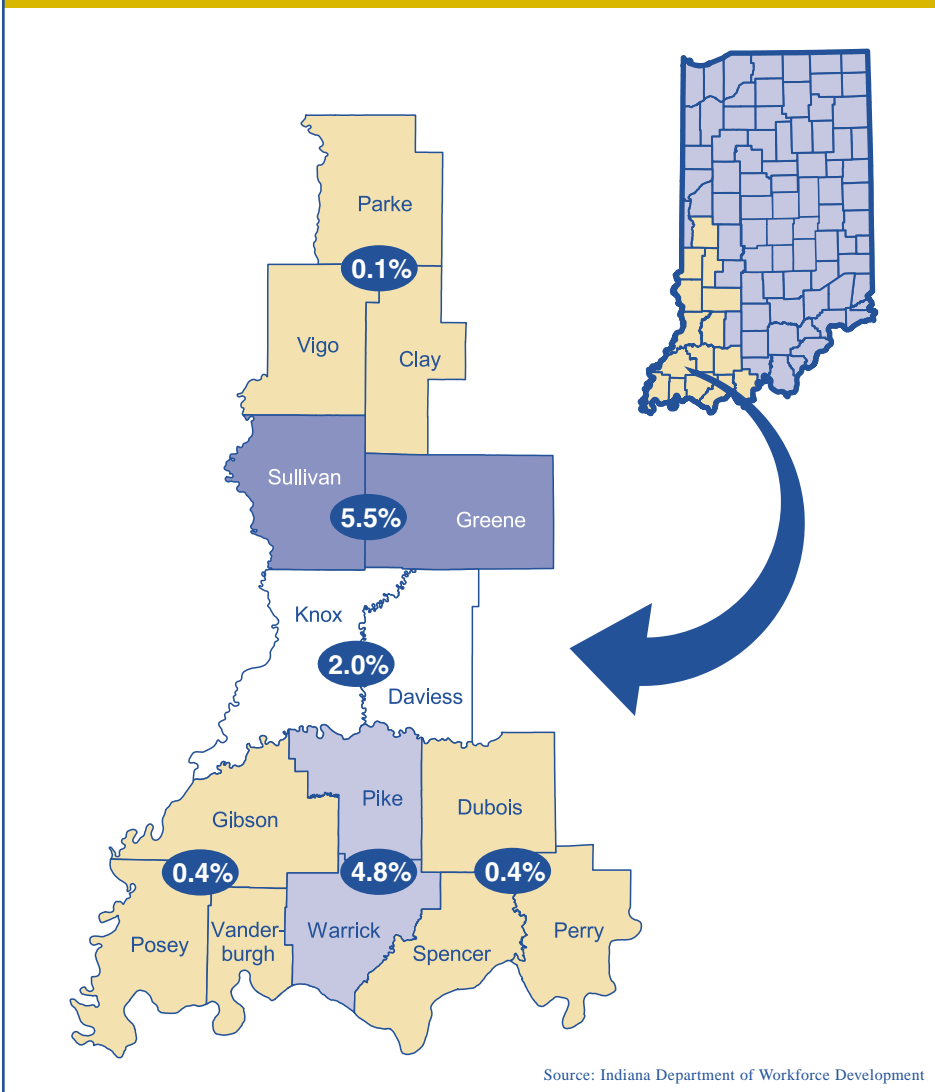 Parke
0.1%
Vigo
Clay
Sullivan
5.5%
Greene
Knox
2.0%
Daviess
Pike
Dubois
Gibson
0.4%
4.8%
0.4%
Posey
Vander-
burgh
Warrick
Spencer
Perry
Source: Indiana Department of Workforce Development